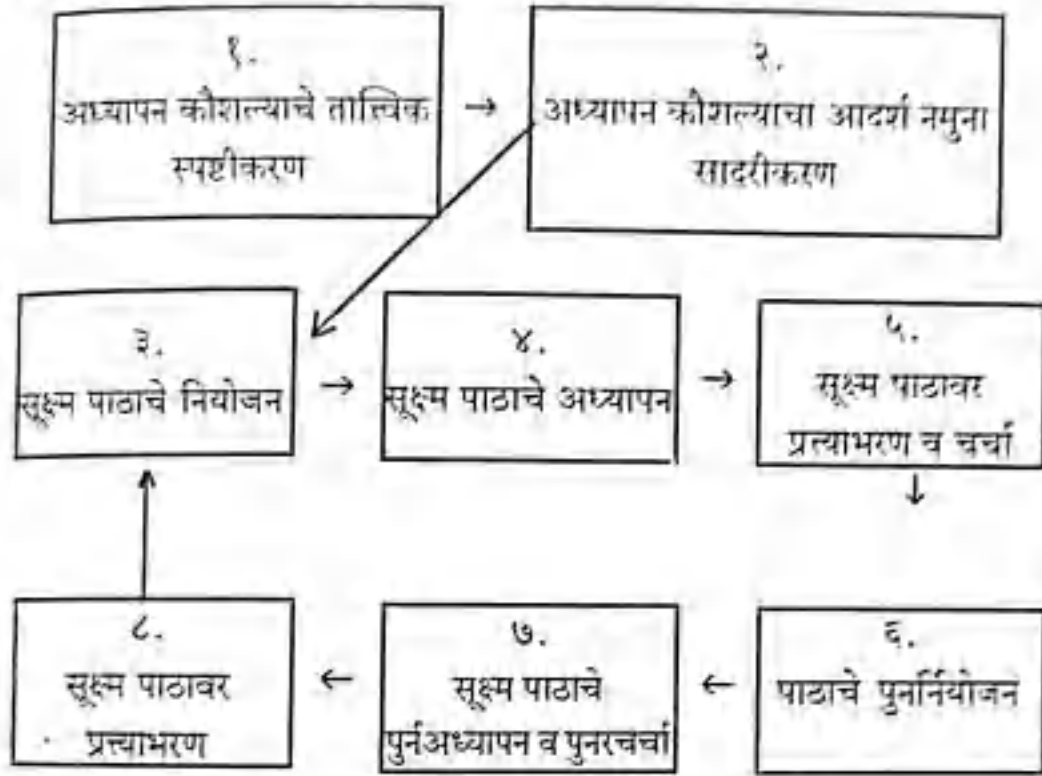 १.
अध्यापन कौशल्याचे तात्त्विक
स्पष्टीकरण
२.
अध्यापन कौशल्याचा आदर्श नमुना
सादरीकरण
३.
सूक्ष्म पाठाचे नियोजन
४.
सूक्ष्म पाठाचे अध्यापन
५.
सूक्ष्म पाठावर
प्रत्त्याभरण व चर्चा
६.
पाठाचे पुनर्नियोजन
७.
सूक्ष्म पाठाचे
पुर्नअध्यापन व पुनरचर्चा
८.
सूक्ष्म पाठावर
प्रत्त्याभरण